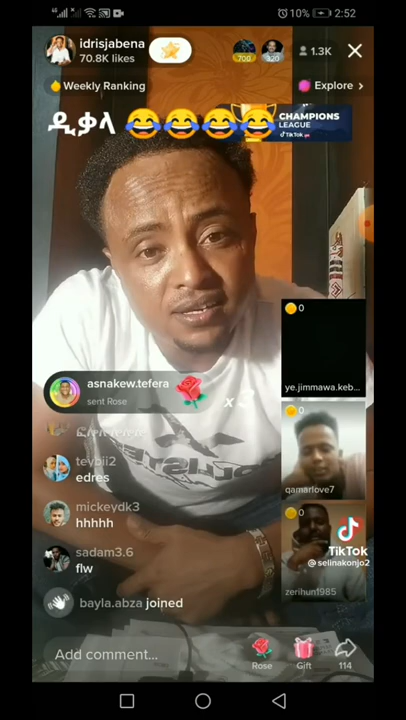 10% 2:52
idrisjabena
70.8K likes
700 320 1.3K
Weekly Ranking
Explore >
ዲቃላ 😂😂😂😂
CHAMPIONS
LEAGUE
TikTok
0
ye.jimmawa.keb...
asnakew.tefera
sent Rose
x
0
qamarlove7
teybii2
edres
mickeydk3
hhhhh
sadam3.6
flw
0
TikTok
@selinakonjo2
zerihun1985
bayla.abza joined
Add comment...
Rose
Gift
114